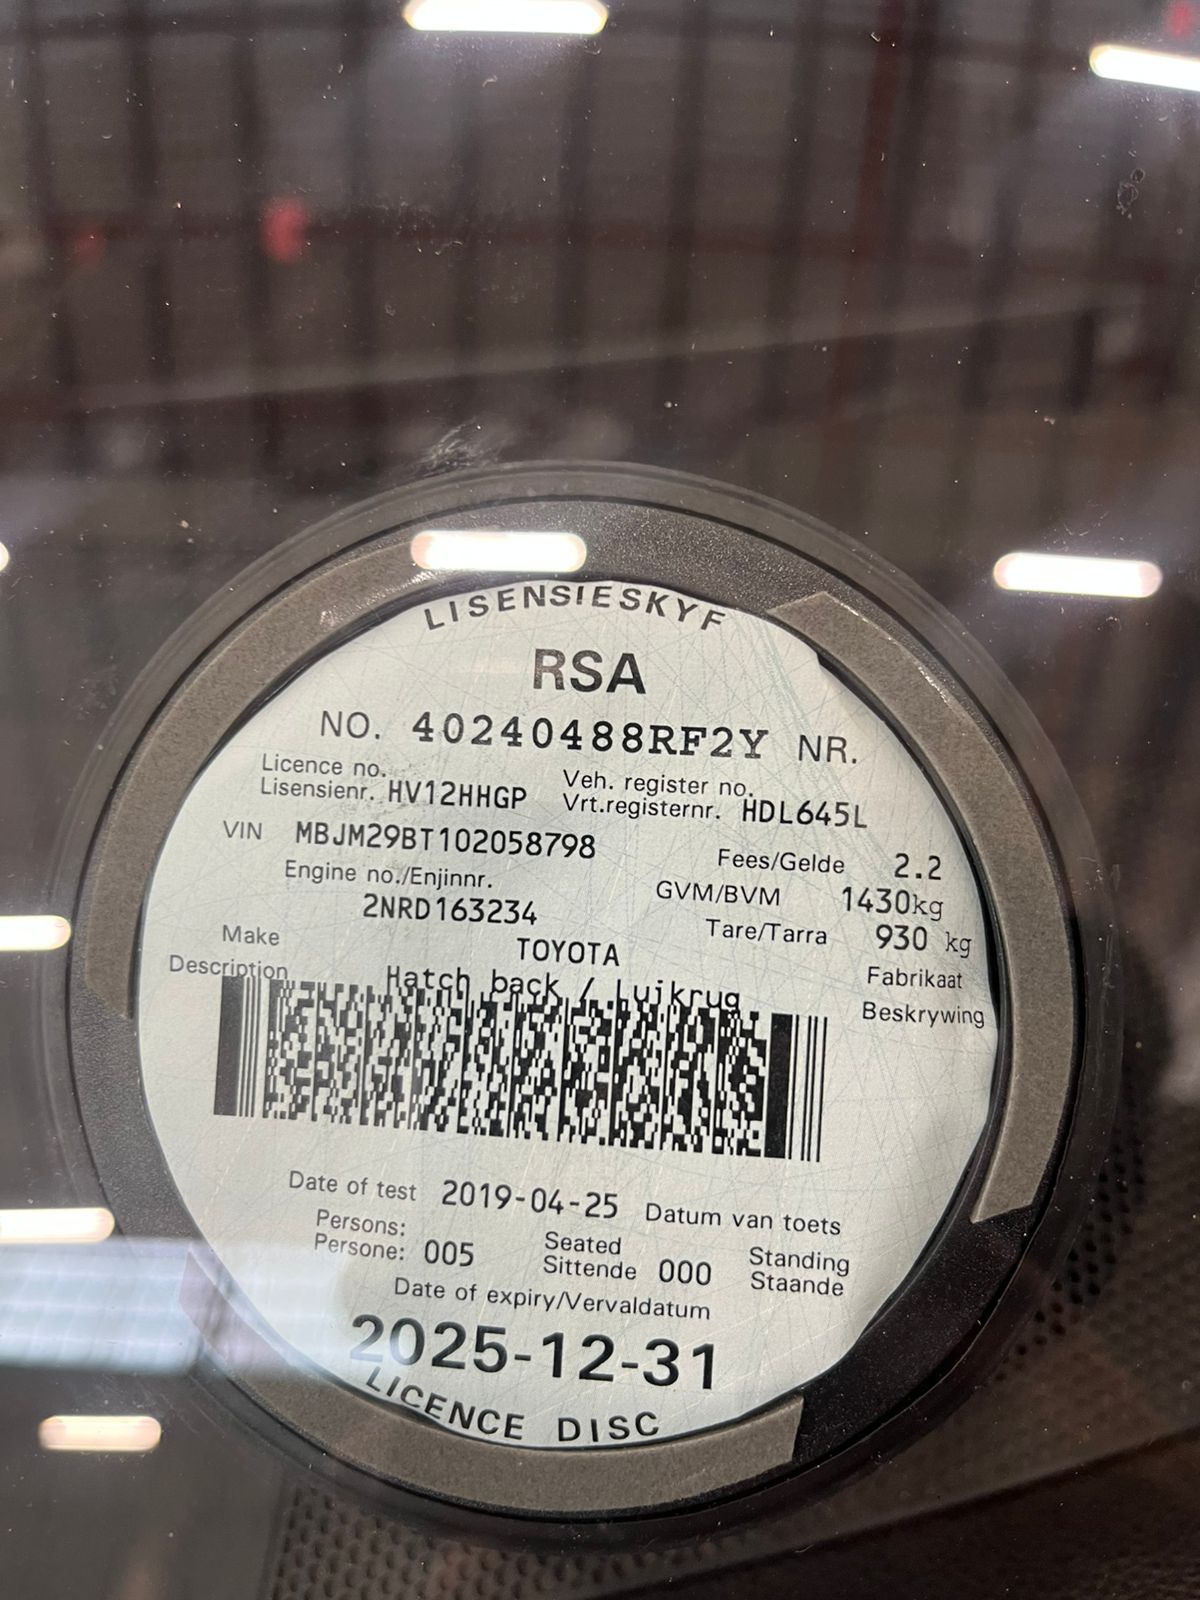 LISENSIESKYF
RSA
NO. 40240488RF2Y NR.
Licence no.
Lisensienr. HV12HHGP
Veh. register no.
Vrt.registernr. HDL645L
VIN MBJM29BT102058798
Fees/Gelde 2.2
Engine no./Enjinnr.
2NRD163234
GVM/BVM 1430kg
Tare/Tarra 930 kg
Make TOYOTA Fabrikaat
Description Hatch back / Luikrug Beskrywing
Date of test 2019-04-25 Datum van toets
Persons:
Persone: 005
Seated
Sittende 000
Standing
Staande
Date of expiry/Vervaldatum
2025-12-31
LICENCE DISC